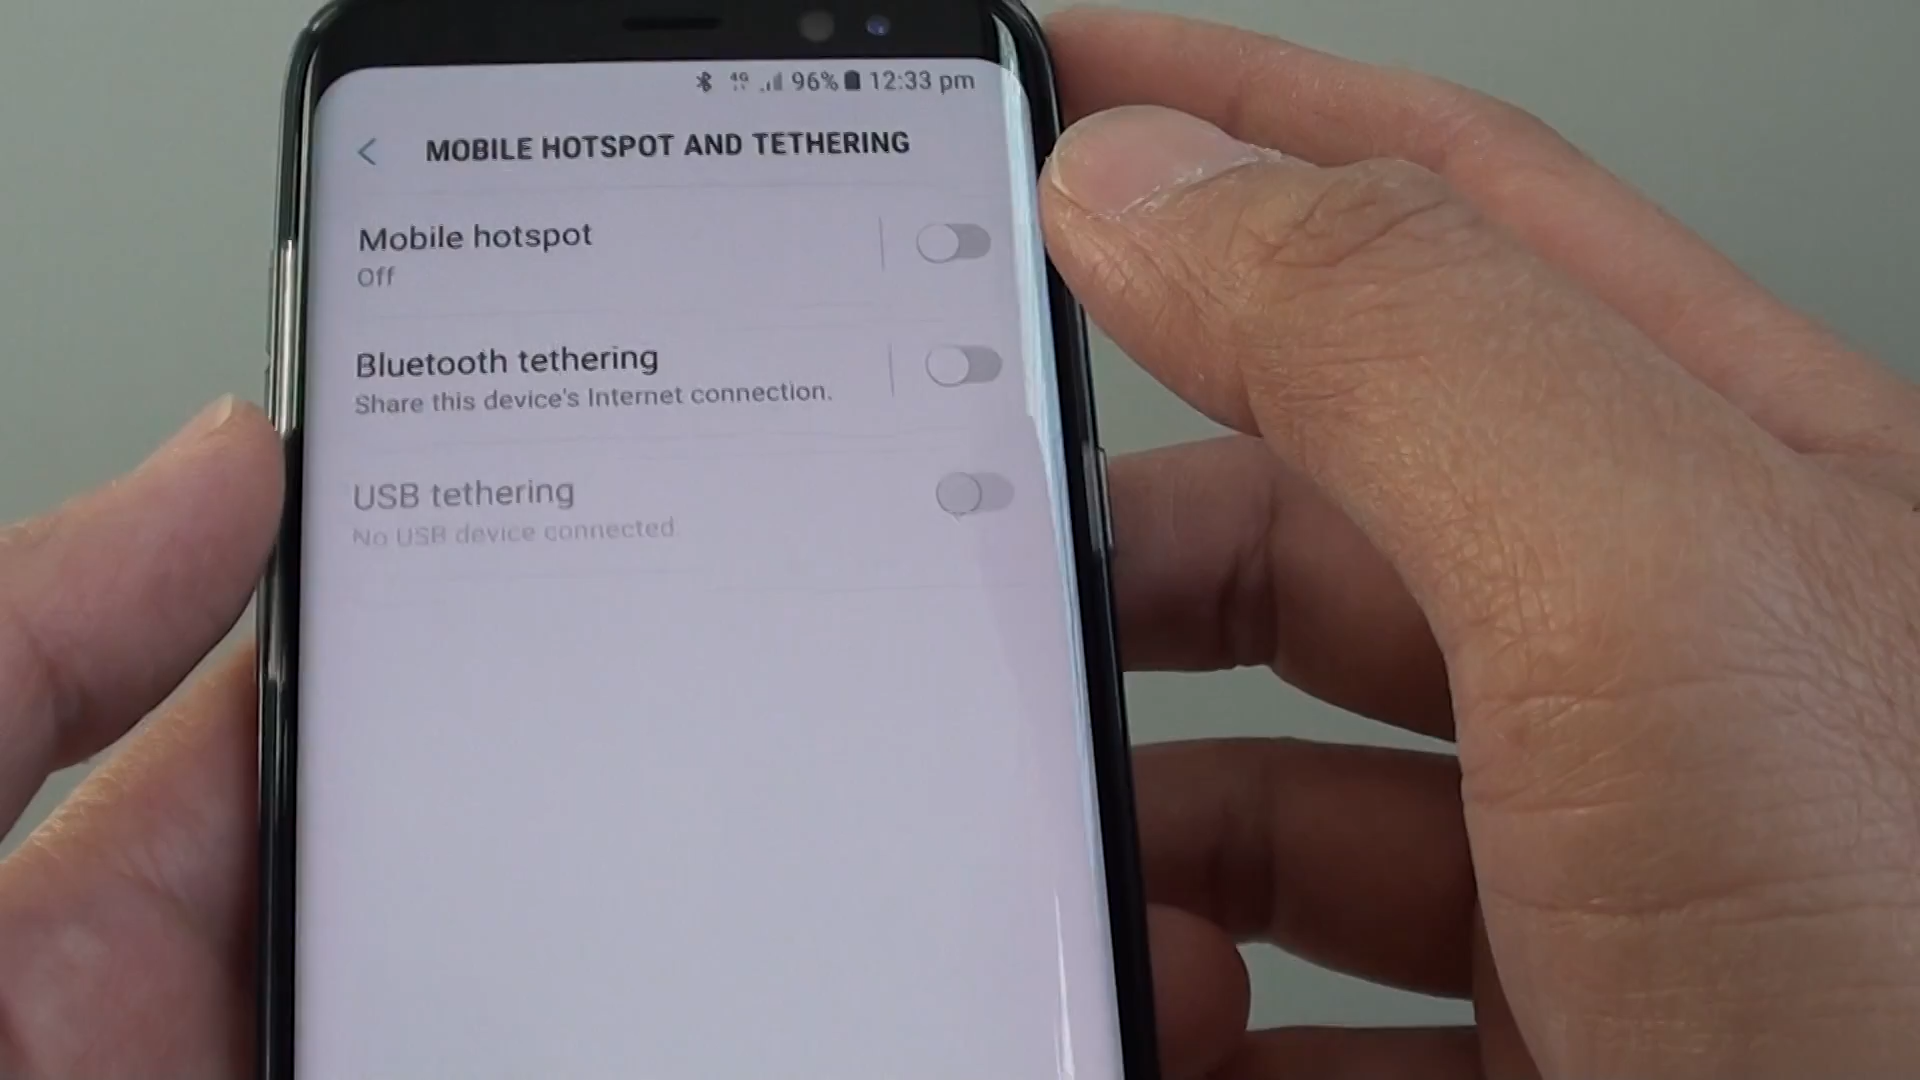 4G 96% 12:33 pm
MOBILE HOTSPOT AND TETHERING
Mobile hotspot
Off
Bluetooth tethering
Share this device's Internet connection.
USB tethering
No USB device connected.